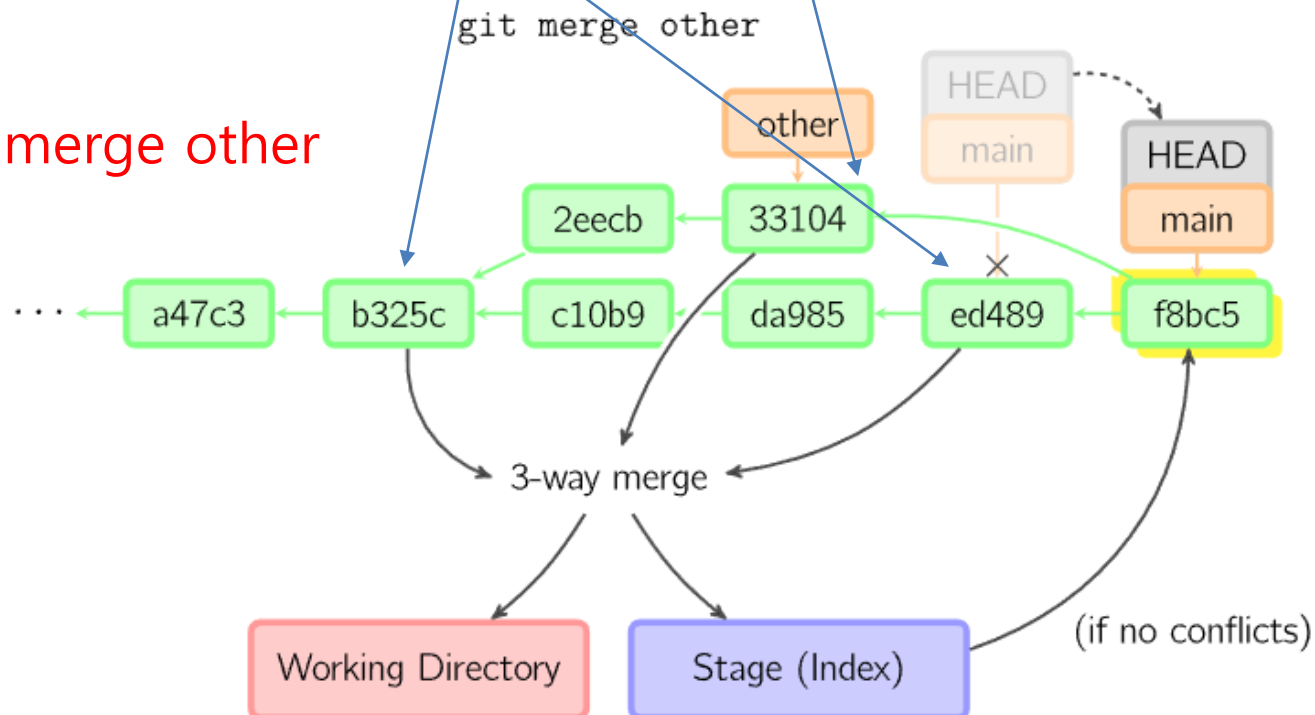 git merge other
HEAD
other
merge other
main
HEAD
2eecb
33104
main
...
a47c3
b325c
c10b9
da985
ed489
f8bc5
3-way merge
(if no conflicts)
Working Directory
Stage (Index)